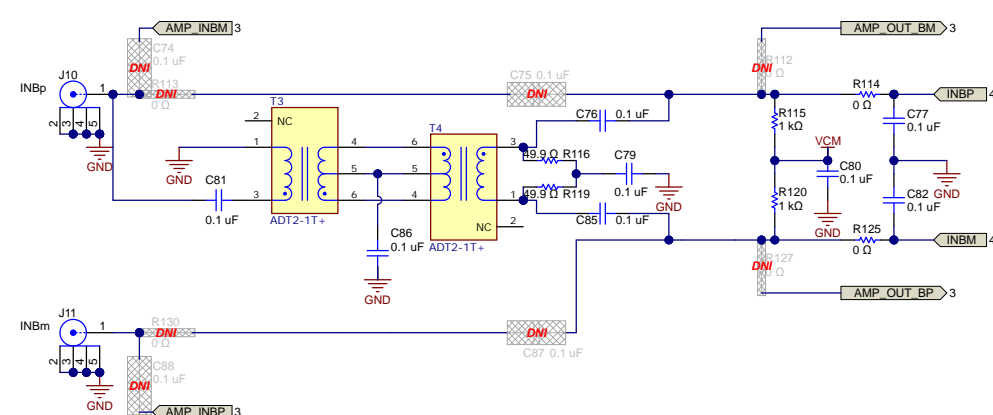 AMP_INBM 3
AMP_OUT_BM 3
C74
0.1 uF
DNI
J10
INBp
1
2 3 4 5
GND
R113
DNI
0 Ω
C75 0.1 uF
DNI
R112
DNI
0 Ω
R114
0 Ω
INBP 4
T3
2 NC
1
3
4
5
6
ADT2-1T+
GND
C81
0.1 uF
T4
6
5
4
3
1
NC 2
ADT2-1T+
C76 0.1 uF
49.9 Ω R116
49.9 Ω R119
C79
0.1 uF
GND
C85 0.1 uF
C86
0.1 uF
GND
R115
1 kΩ
VCM
C77
0.1 uF
C80
0.1 uF
GND
GND
R120
1 kΩ
C82
0.1 uF
R125
0 Ω
INBM 4
R127
DNI
0 Ω
AMP_OUT_BP 3
J11
INBm
1
2 3 4 5
GND
R130
DNI
0 Ω
DNI
C87 0.1 uF
C88
0.1 uF
DNI
AMP_INBP 3